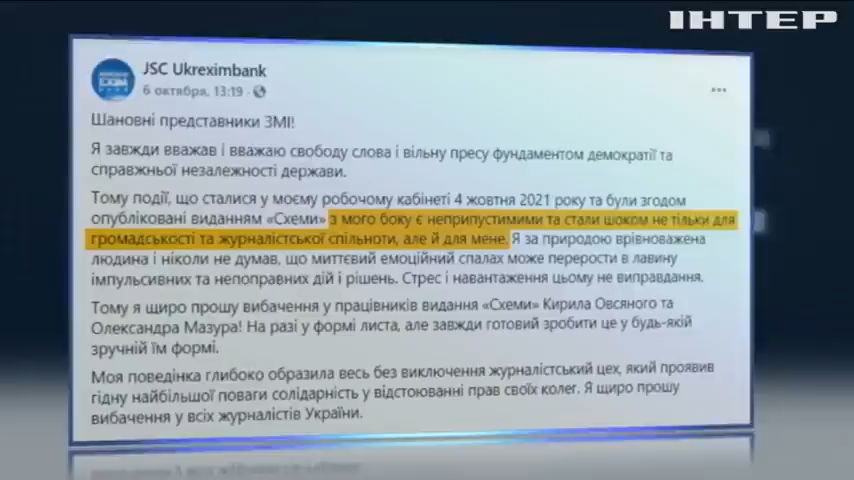 ІНТЕР
JSC Ukreximbank
6 октября, 13:19 ·
Шановні представники ЗМІ!
Я завжди вважав і вважаю свободу слова і вільну пресу фундаментом демократії та
справжньої незалежності держави.
Тому події, що сталися у моєму робочому кабінеті 4 жовтня 2021 року та були згодом
опубліковані виданням «Схеми» з мого боку є неприпустимими та стали шоком не тільки для
громадськості та журналістської спільноти, але й для мене. Я за природою врівноважена
людина і ніколи не думав, що миттєвий емоційний спалах може перерости в лавину
імпульсивних та непоправних дій і рішень. Стрес і навантаження цьому не виправдання.
Тому я щиро прошу вибачення у працівників видання «Схеми» Кирила Овсяного та
Олександра Мазура! На разі у формі листа, але завжди готовий зробити це у будь-якій
зручній їм формі.
Моя поведінка глибоко образила весь без виключення журналістський цех, який проявив
гідну найбільшої поваги солідарність у відстоюванні прав своїх колег. Я щиро прошу
вибачення у всіх журналістів України.